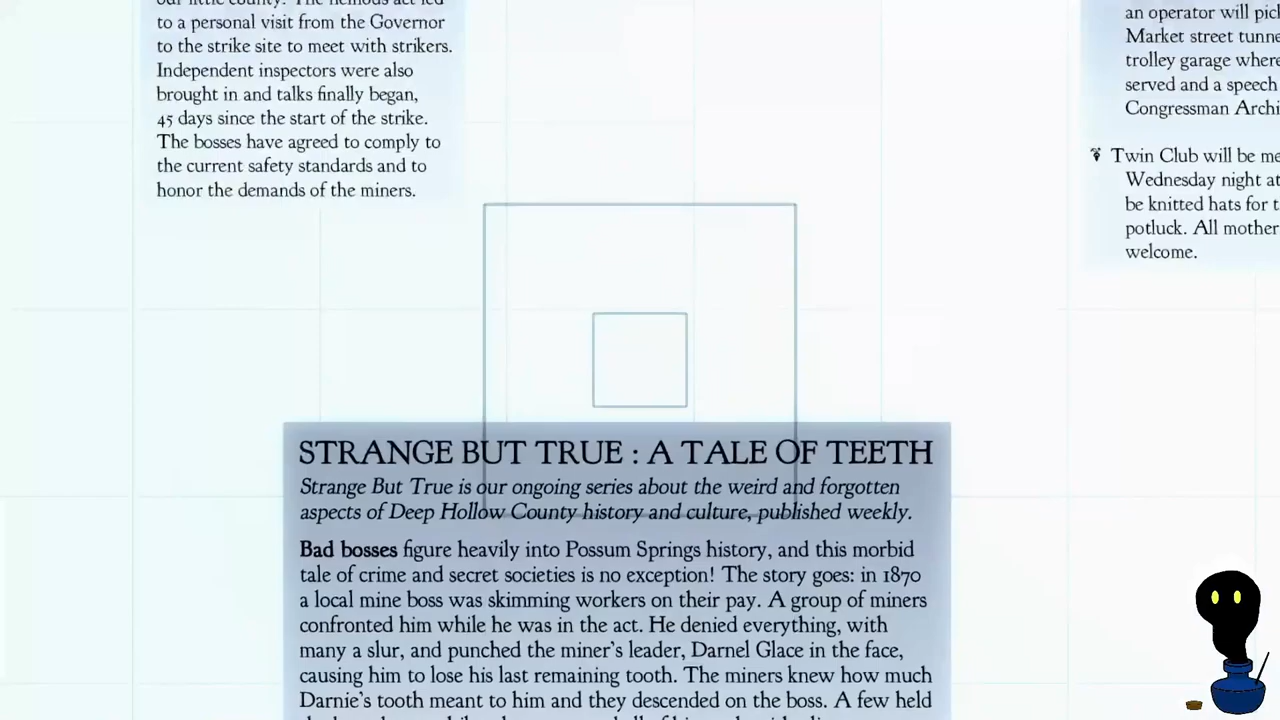 to a personal visit from the Governor
to the strike site to meet with strikers.
Independent inspectors were also
brought in and talks finally began,
45 days since the start of the strike.
The bosses have agreed to comply to
the current safety standards and to
honor the demands of the miners.
an operator will
Market street
trolley garage where
served and a speech
Congressman
Twin Club will be
Wednesday night at
be knitted hats for
potluck. All
welcome.
STRANGE BUT TRUE : A TALE OF TEETH
Strange But True is our ongoing series about the weird and forgotten
aspects of Deep Hollow County history and culture, published weekly.
Bad bosses figure heavily into Possum Springs history, and this morbid
tale of crime and secret societies is no exception! The story goes: in 1870
a local mine boss was skimming workers on their pay. A group of miners
confronted him while he was in the act. He denied everything, with
many a slur, and punched the miner's leader, Darnel Glace in the face,
causing him to lose his last remaining tooth. The miners knew how much
Darnie's tooth meant to him and they descended on the boss. A few held